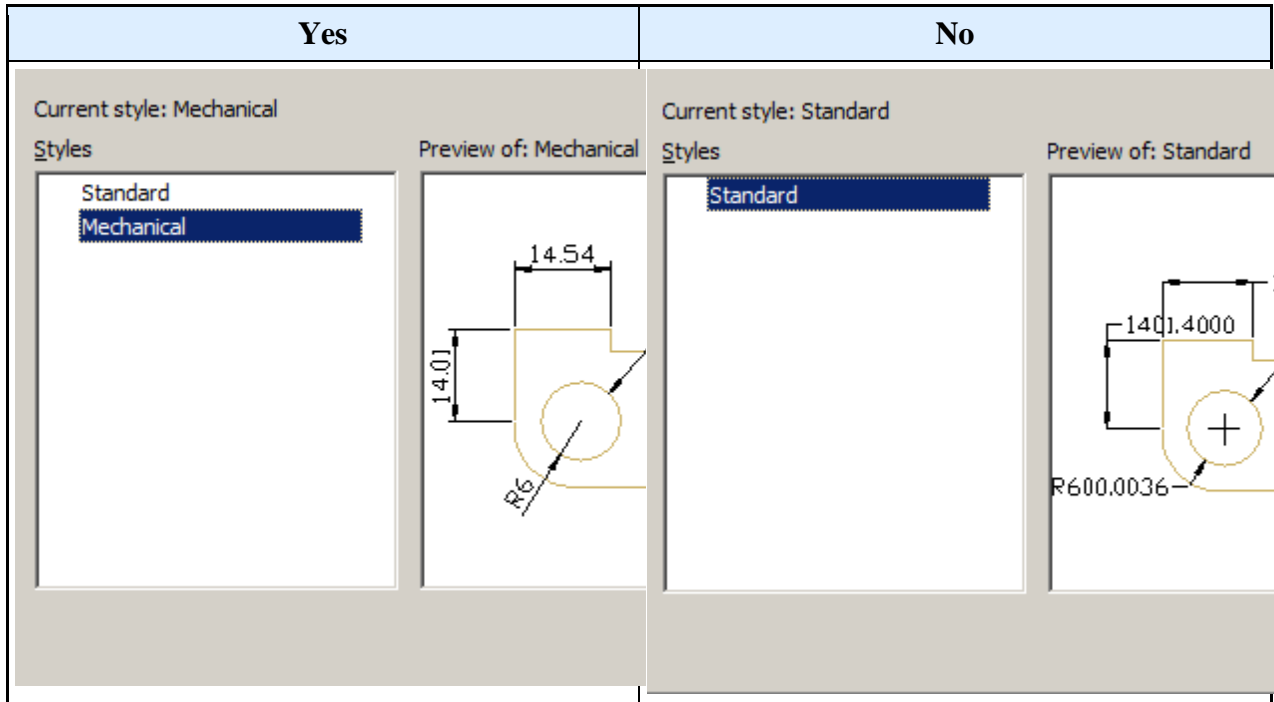 Yes
No
Current style: Mechanical
Styles
Preview of: Mechanical
Standard
Mechanical
14.54
14.01
R6
Current style: Standard
Styles
Preview of: Standard
Standard
R600.0036